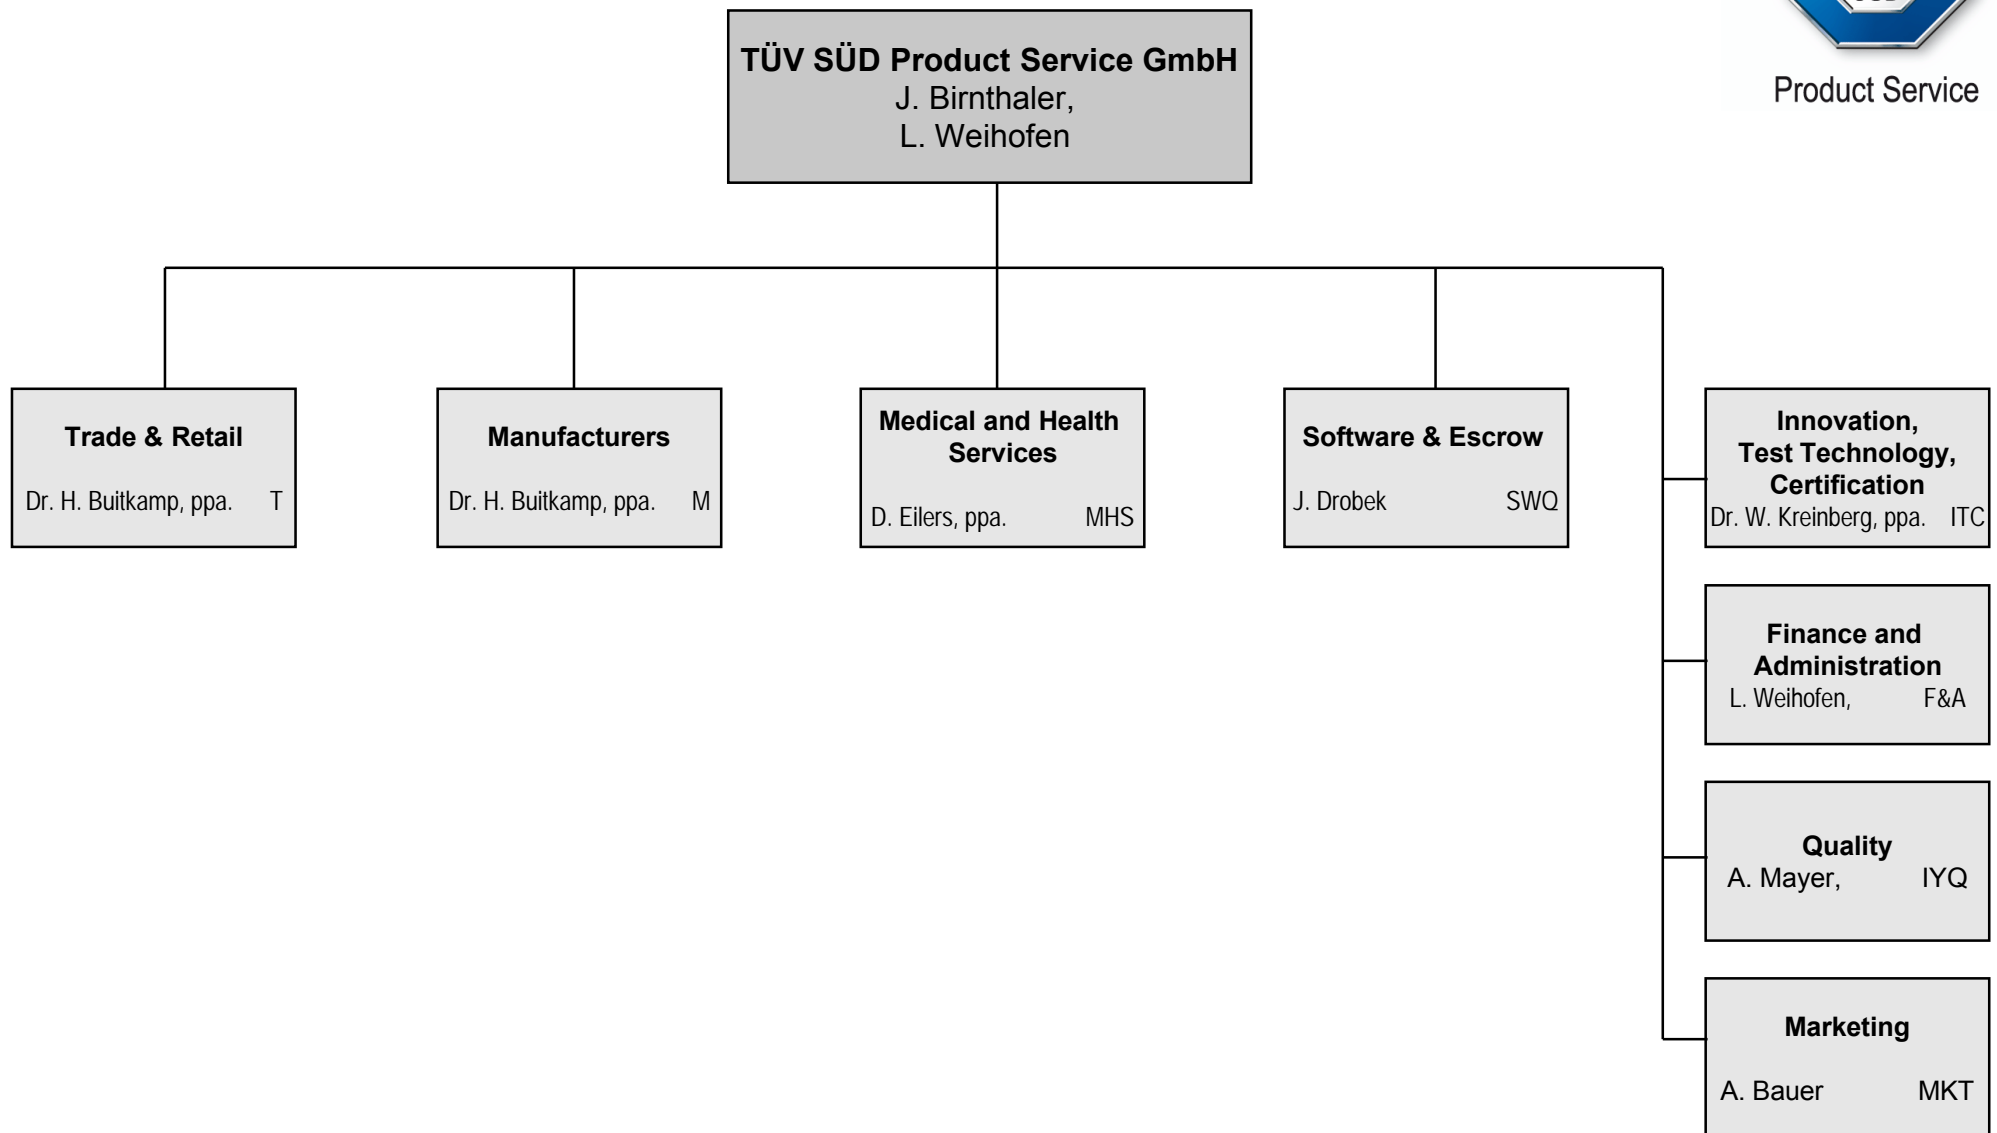 TÜV SÜD Product Service GmbH
J. Birnthaler,
L. Weihofen
Product Service
Trade & Retail
Dr. H. Buitkamp, ppa. T
Manufacturers
Dr. H. Buitkamp, ppa. M
Medical and Health
Services
D. Eilers, ppa. MHS
Software & Escrow
J. Drobek SWQ
Innovation,
Test Technology,
Certification
Dr. W. Kreinberg, ppa. ITC
Finance and
Administration
L. Weihofen, F&A
Quality
A. Mayer, IYQ
Marketing
A. Bauer MKT